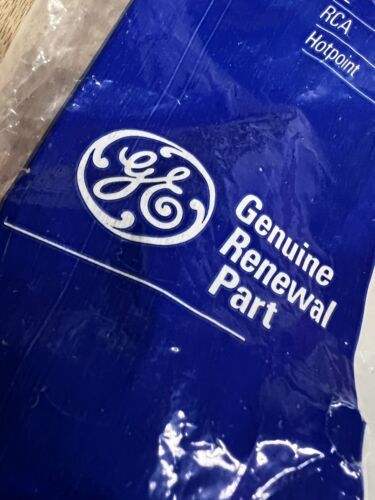 RCA
Hotpoint
GE
Genuine
Renewal
Part